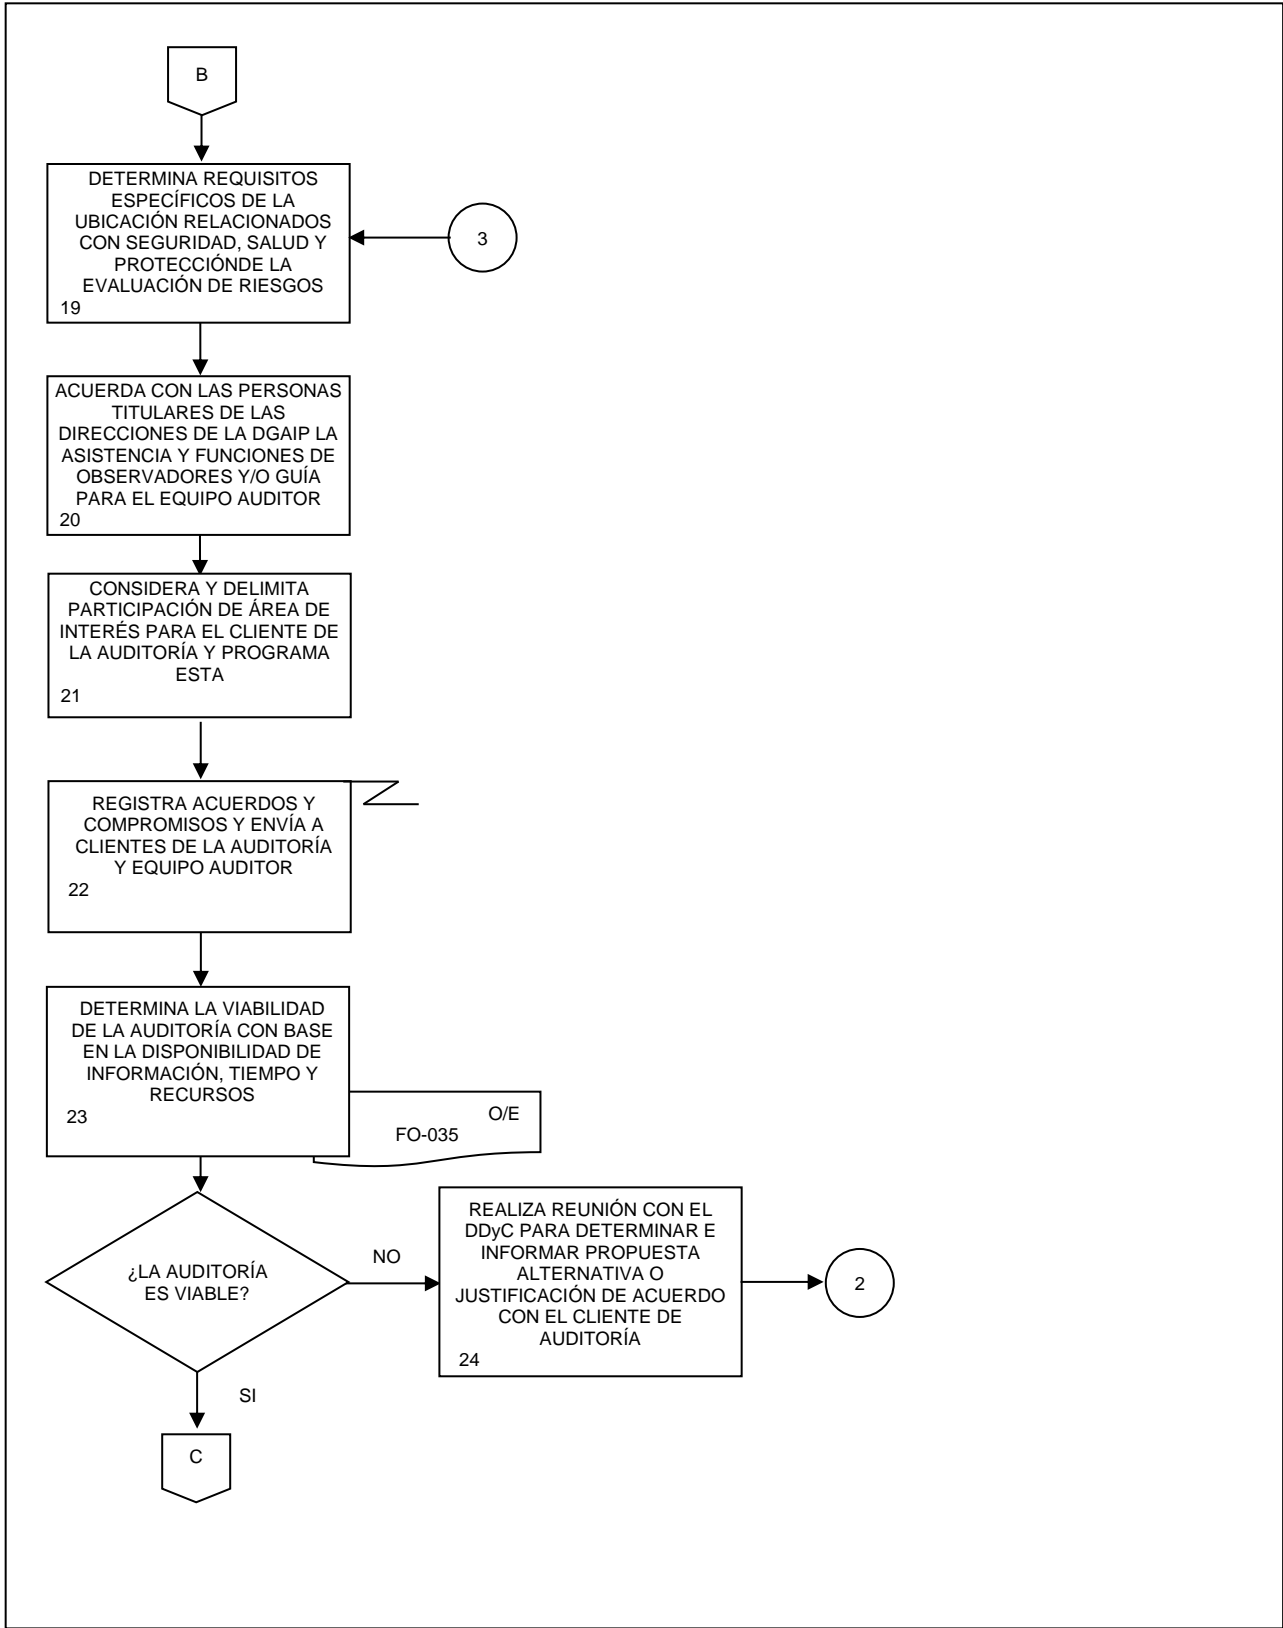 B
DETERMINA REQUISITOS
ESPECÍFICOS DE LA
UBICACIÓN RELACIONADOS
CON SEGURIDAD, SALUD Y
PROTECCIÓNDE LA
EVALUACIÓN DE RIESGOS
19
3
ACUERDA CON LAS PERSONAS
TITULARES DE LAS
DIRECCIONES DE LA DGAIP LA
ASISTENCIA Y FUNCIONES DE
OBSERVADORES Y/O GUÍA
PARA EL EQUIPO AUDITOR
20
CONSIDERA Y DELIMITA
PARTICIPACIÓN DE ÁREA DE
INTERÉS PARA EL CLIENTE DE
LA AUDITORÍA Y PROGRAMA
ESTA
21
REGISTRA ACUERDOS Y
COMPROMISOS Y ENVÍA A
CLIENTES DE LA AUDITORÍA
Y EQUIPO AUDITOR
22
DETERMINA LA VIABILIDAD
DE LA AUDITORÍA CON BASE
EN LA DISPONIBILIDAD DE
INFORMACIÓN, TIEMPO Y
RECURSOS
23
O/E
FO-035
¿LA AUDITORÍA
ES VIABLE?
NO
REALIZA REUNIÓN CON EL
DDyC PARA DETERMINAR E
INFORMAR PROPUESTA
ALTERNATIVA O
JUSTIFICACIÓN DE ACUERDO
CON EL CLIENTE DE
AUDITORÍA
24
2
SI
C